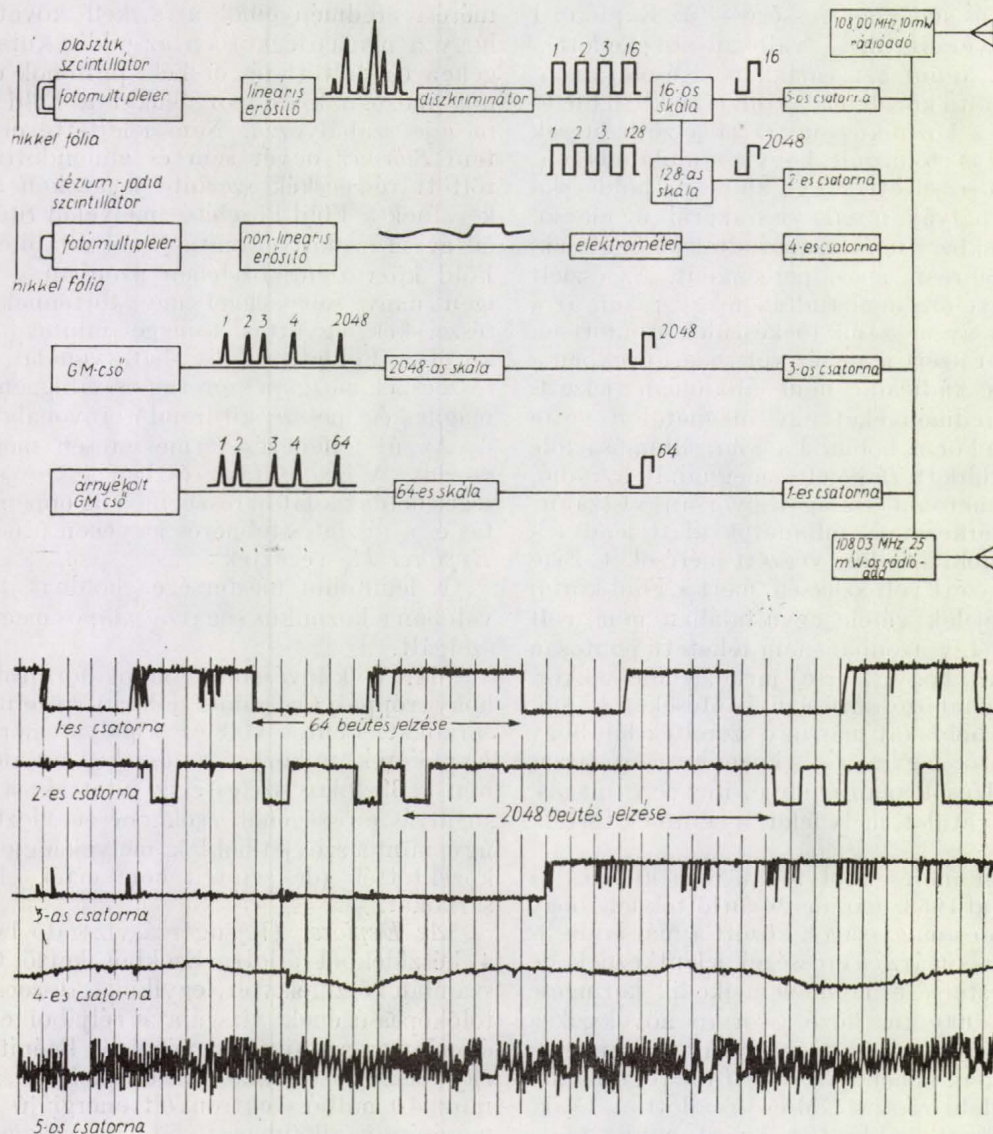 plasztik
szcintillátor
fotomultipleier
nikkel fólia
lineáris
erősítő
diszkriminátor
1 2 3 16
16-os
skála
16
5-ös csatorna
108,00 MHz, 10 mW
rádióadó
1 2 3 128
128-as
skála
2048
2-es csatorna
cézium-jodid
szcintillátor
fotomultipleier
nikkel fólia
non-lineáris
erősítő
elektrométer
4-es csatorna
GM-cső
1 2 3 4 2048
2048-as skála
2048
3-as csatorna
árnyékolt
GM cső
1 2 3 4 64
64-es skála
64
1-es csatorna
108,03 MHz, 25
mW-os rádió-
adó
1-es csatorna
64 beütés jelzése
2-es csatorna
2048 beütés jelzése
3-as csatorna
4-es csatorna
5-ös csatorna